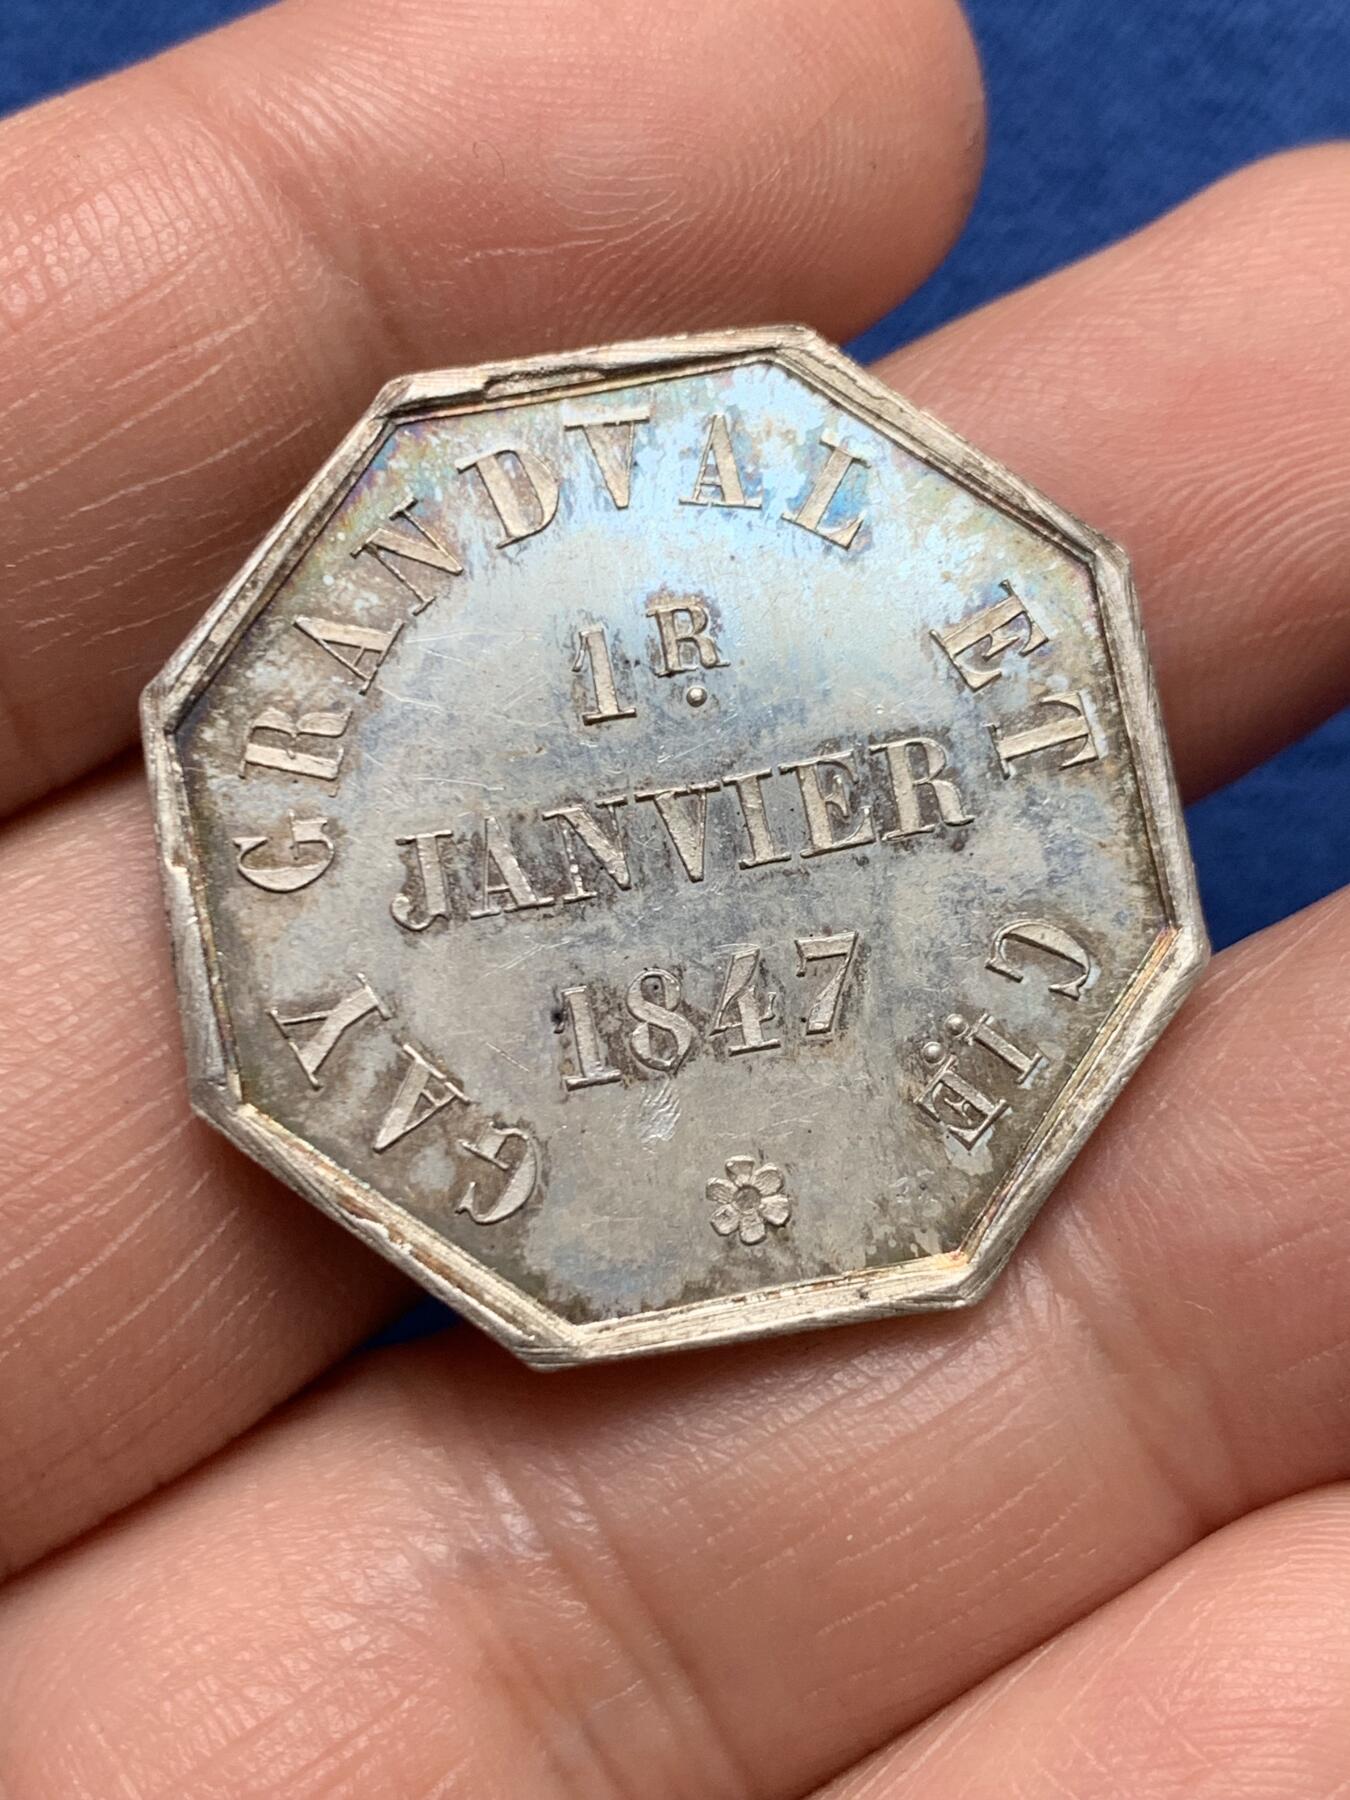 GAY GRANDVAL ET CIE
1R.
JANVIER
1847